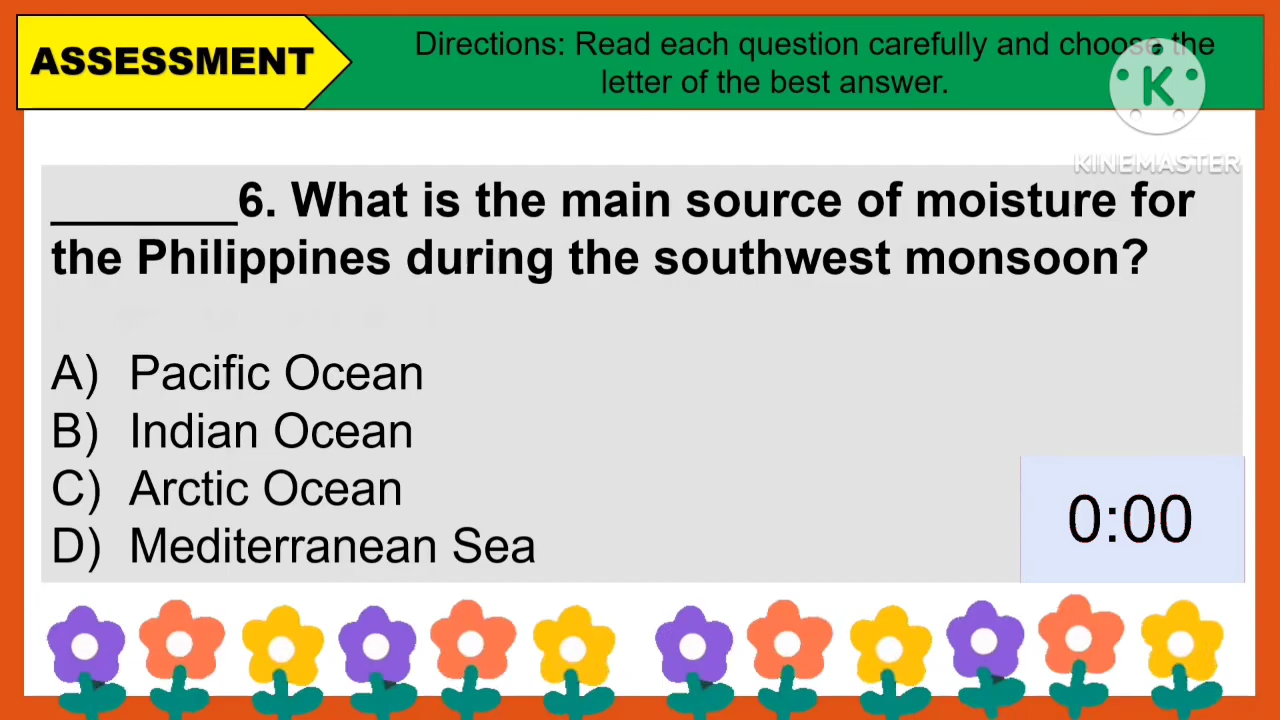 ASSESSMENT
Directions: Read each question carefully and choose the
letter of the best answer.
K
KINEMASTER
_______6. What is the main source of moisture for
the Philippines during the southwest monsoon?
A) Pacific Ocean
B) Indian Ocean
C) Arctic Ocean
D) Mediterranean Sea
0:00